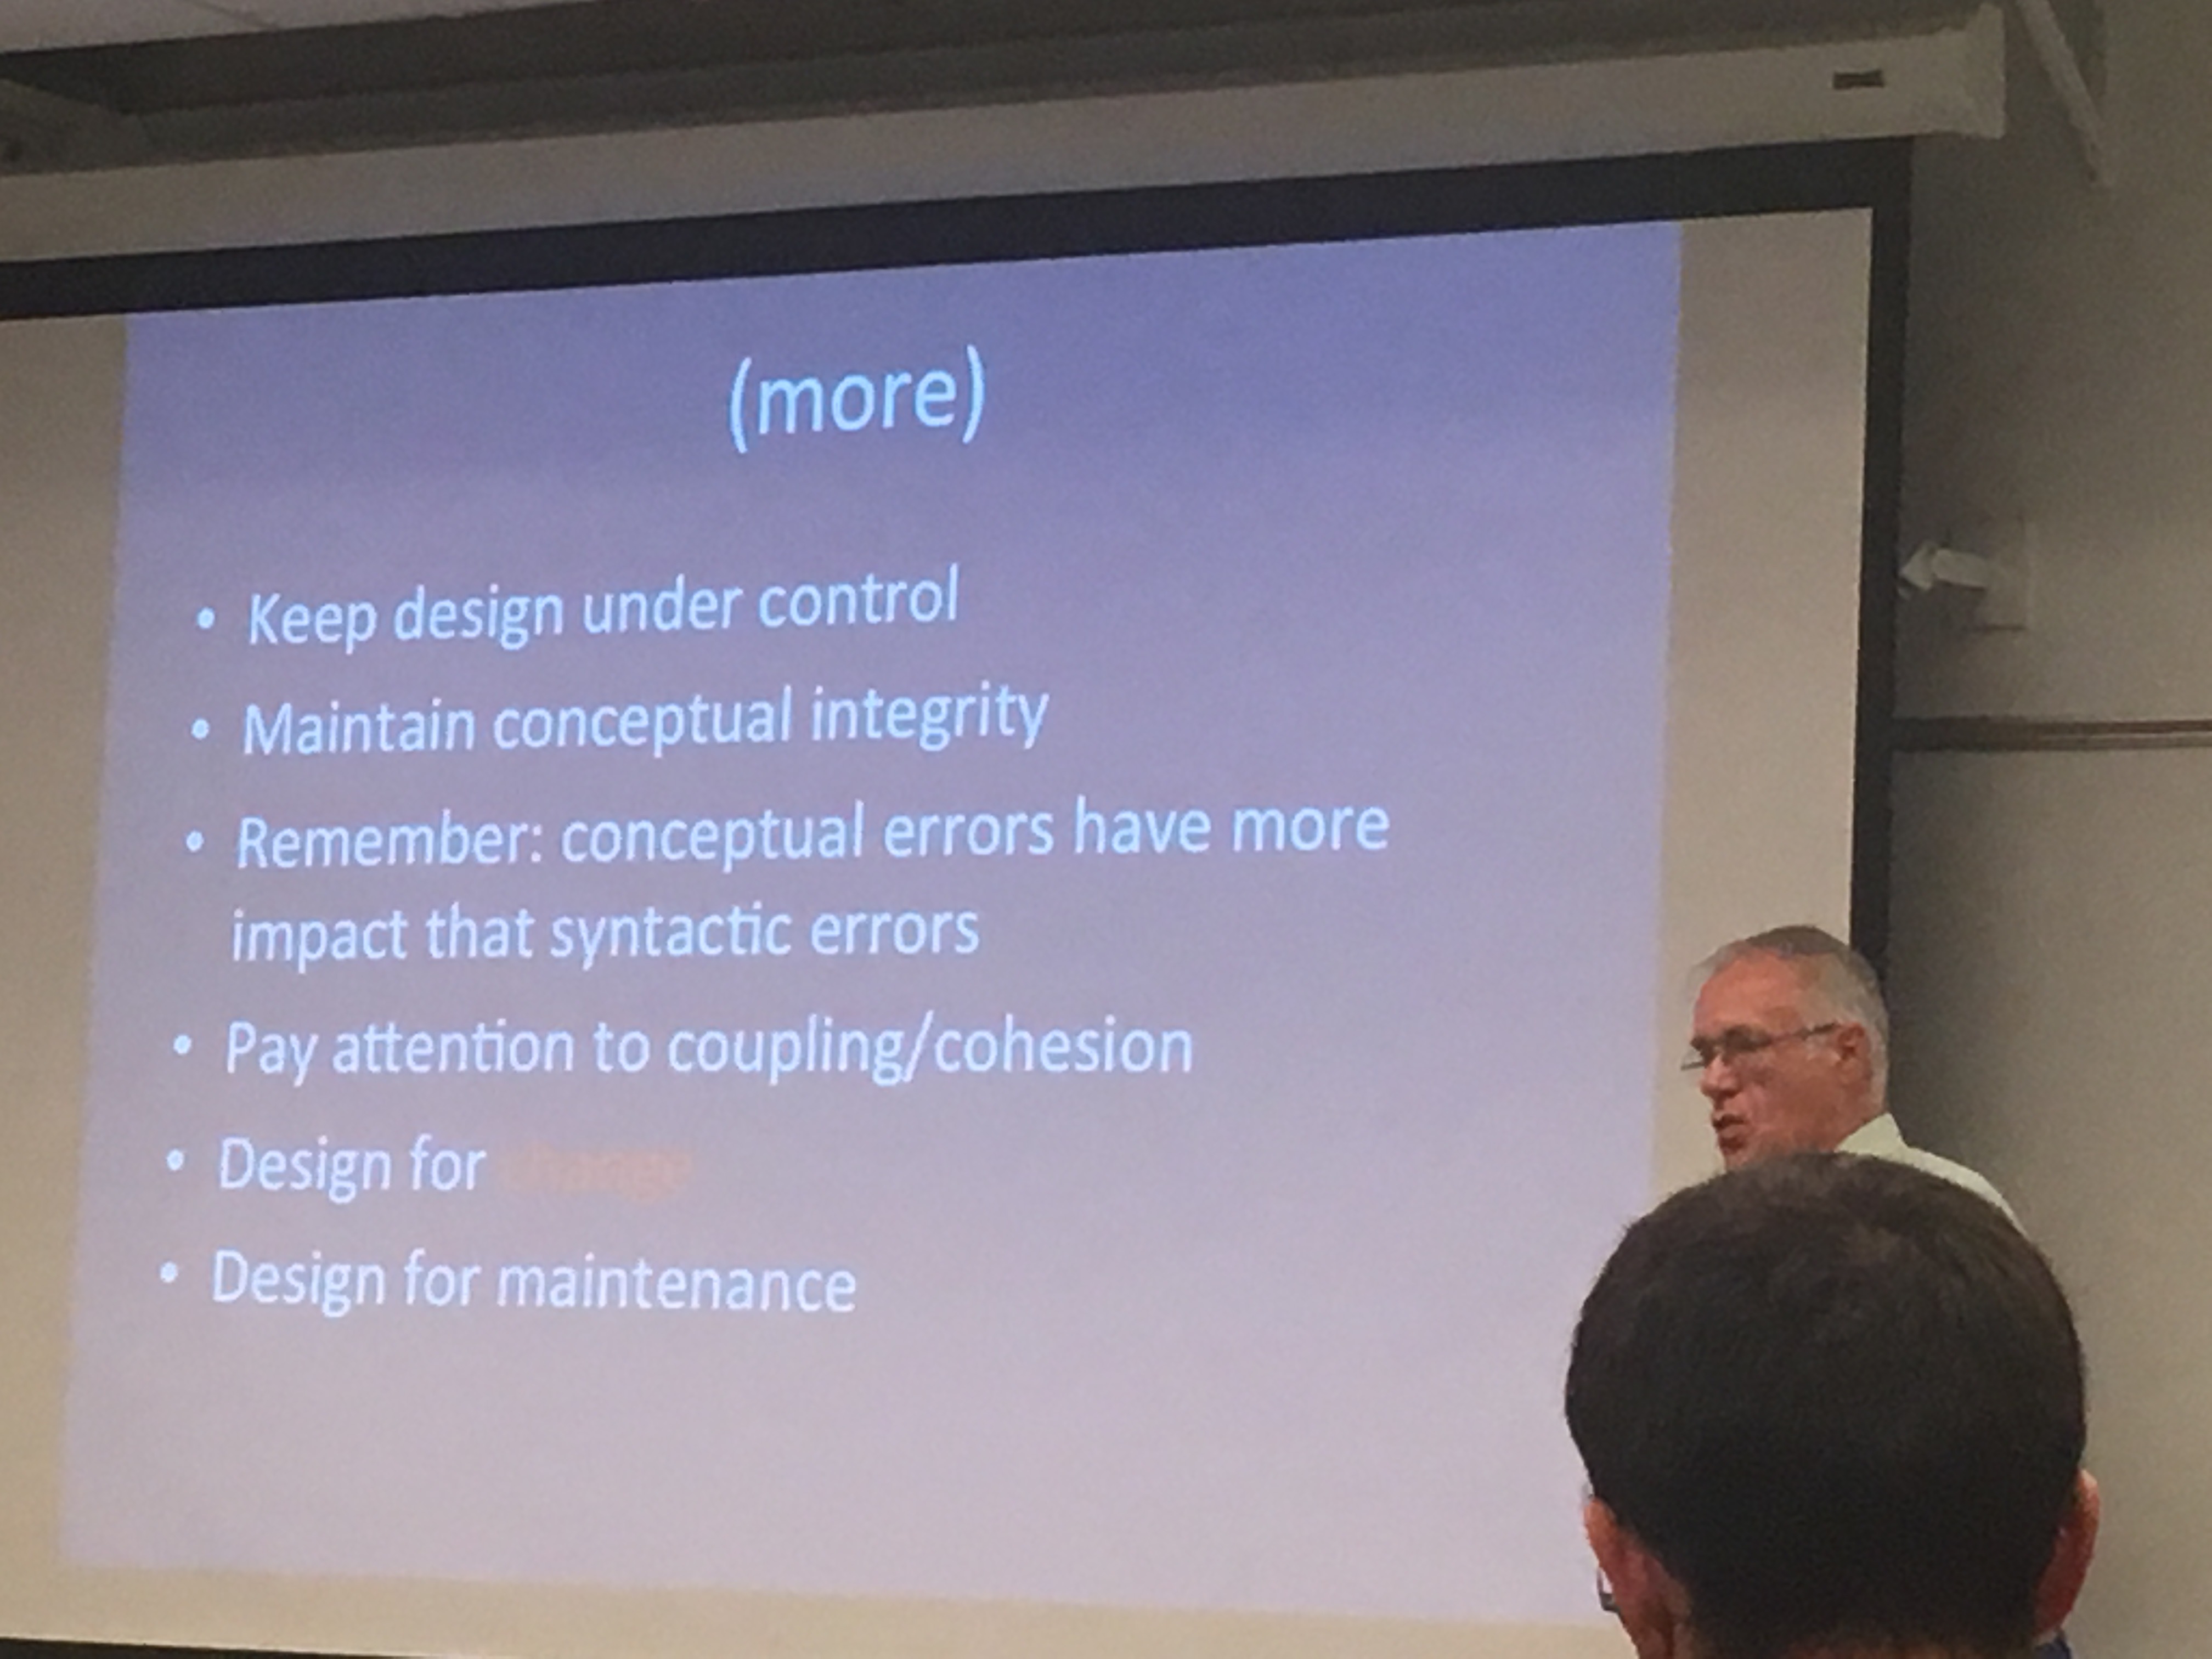 (more)
• Keep design under control
• Maintain conceptual integrity
• Remember: conceptual errors have more
impact that syntactic errors
• Pay attention to coupling/cohesion
• Design for change
• Design for maintenance